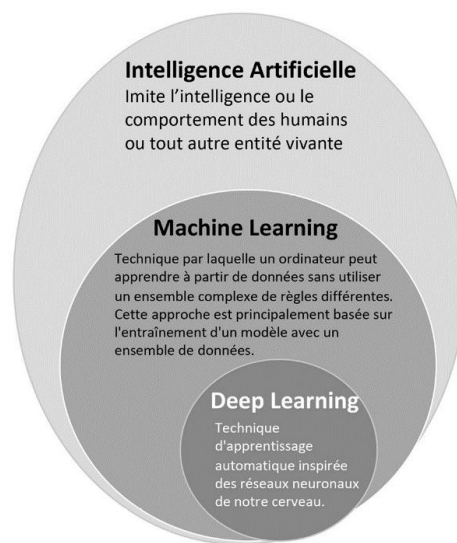 Intelligence Artificielle
Imite l'intelligence ou le
comportement des humains
ou tout autre entité vivante
Machine Learning
Technique par laquelle un ordinateur peut
apprendre à partir de données sans utiliser
un ensemble complexe de règles différentes.
Cette approche est principalement basée sur
l'entraînement d'un modèle avec un
ensemble de données.
Deep Learning
Technique
d'apprentissage
automatique inspirée
des réseaux neuronaux
de notre cerveau.